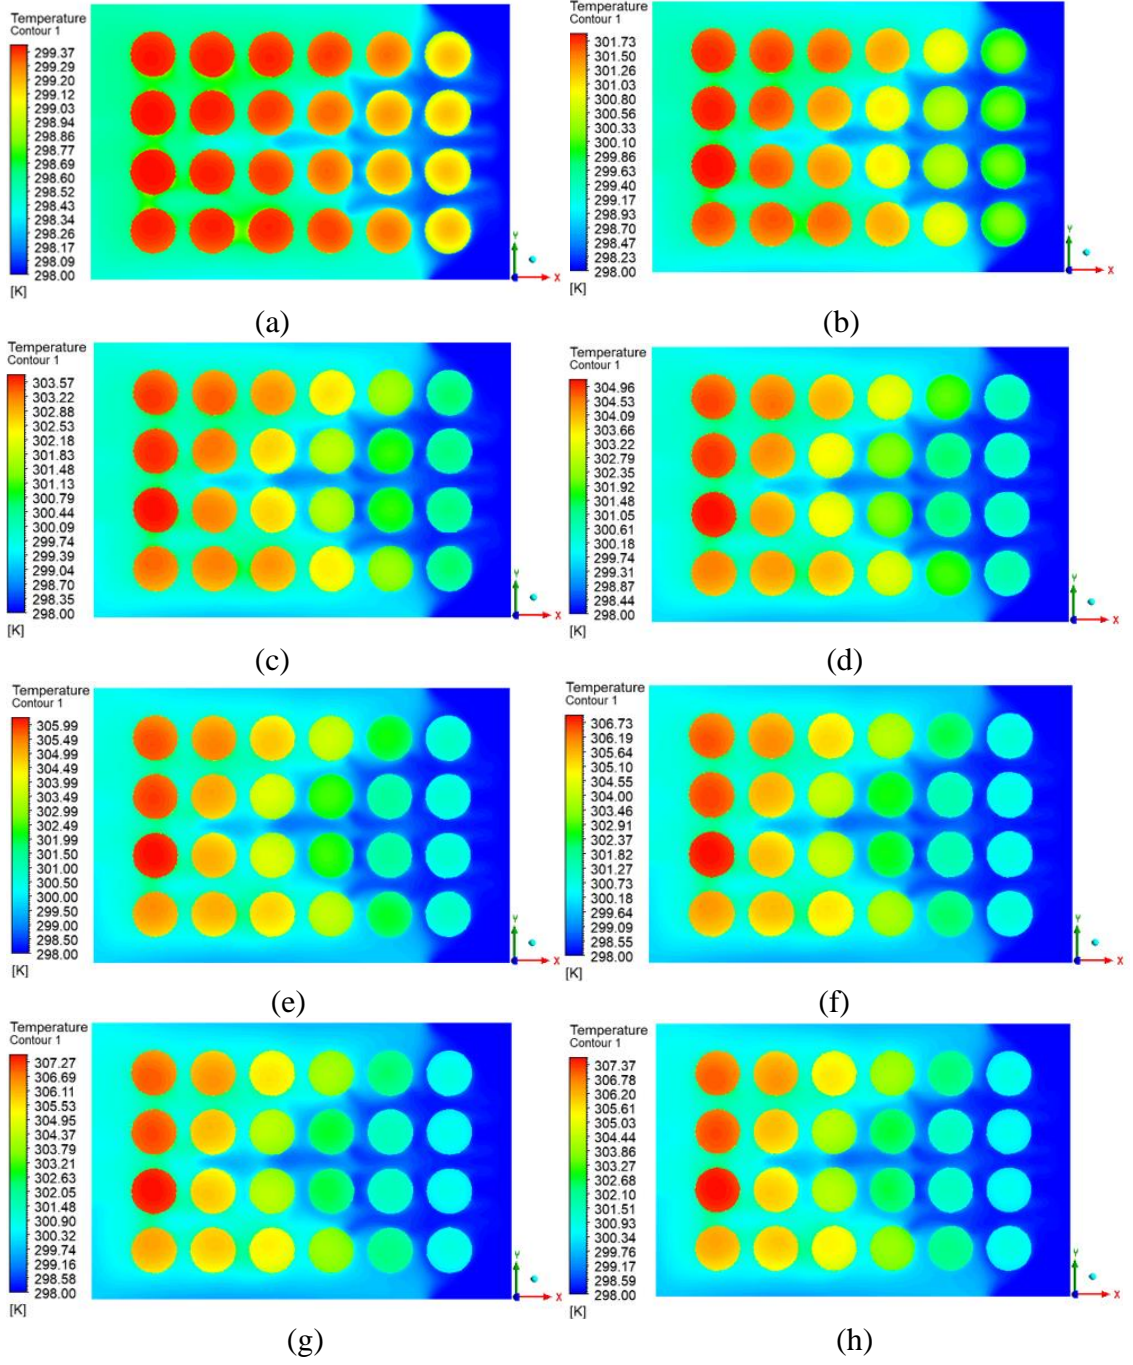 Temperature
Contour 1
299.37
299.29
299.20
299.12
299.03
298.94
298.86
298.77
298.69
298.60
298.52
298.43
298.34
298.26
298.17
298.09
298.00
[K]
Y
X
(a)
Temperature
Contour 1
301.73
301.50
301.26
301.03
300.80
300.56
300.33
300.10
299.86
299.63
299.40
299.17
298.93
298.70
298.47
298.23
298.00
[K]
Y
X
(b)
Temperature
Contour 1
303.57
303.22
302.88
302.53
302.18
301.83
301.48
301.13
300.79
300.44
300.09
299.74
299.39
299.04
298.70
298.35
298.00
[K]
Y
X
(c)
Temperature
Contour 1
304.96
304.53
304.09
303.66
303.22
302.79
302.35
301.92
301.48
301.05
300.61
300.18
299.74
299.31
298.87
298.44
298.00
[K]
Y
X
(d)
Temperature
Contour 1
305.99
305.49
304.99
304.49
303.99
303.49
302.99
302.49
301.99
301.50
301.00
300.50
300.00
299.50
299.00
298.50
298.00
[K]
Y
X
(e)
Temperature
Contour 1
306.73
306.19
305.64
305.10
304.55
304.00
303.46
302.91
302.37
301.82
301.27
300.73
300.18
299.64
299.09
298.55
298.00
[K]
Y
X
(f)
Temperature
Contour 1
307.27
306.69
306.11
305.53
304.95
304.37
303.79
303.21
302.63
302.05
301.48
300.90
300.32
299.74
299.16
298.58
298.00
[K]
Y
X
(g)
Temperature
Contour 1
307.37
306.78
306.20
305.61
305.03
304.44
303.86
303.27
302.68
302.10
301.51
300.93
300.34
299.76
299.17
298.59
298.00
[K]
Y
X
(h)